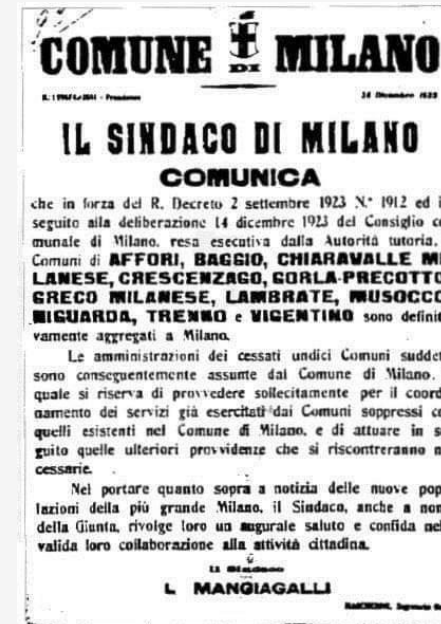 COMUNE DI MILANO
24 Dicembre 1923
IL SINDACO DI MILANO
COMUNICA
che in forza del R. Decreto 2 settembre 1923 N.° 1912 ed i
seguito alla deliberazione 14 dicembre 1923 del Consiglio co
munale di Milano, resa esecutiva dalla Autorità tutoria,
Comuni di AFFORI, BAGGIO, CHIARAVALLE MI
LANESE, CRESCENZAGO, GORLA-PRECOTTO
GRECO MILANESE, LAMBRATE, MUSOCCO
NIGUARDA, TRENNO e VIGENTINO sono definit
vamente aggregati a Milano.
Le amministrazioni dei cessati undici Comuni suddet
sono conseguentemente assunte dal Comune di Milano,
quale si riserva di provvedere sollecitamente per il coord
namento dei servizi già esercitati dai Comuni soppressi co
quelli esistenti nel Comune di Milano, e di attuare in s
guito quelle ulteriori provvidenze che si riscontreranno n
cessarie.
Nel portare quanto sopra a notizia delle nuove pop
lazioni della più grande Milano, il Sindaco, anche a nom
della Giunta, rivolge loro un augurale saluto e confida nel
valida loro collaborazione alla attività cittadina.
Il Sindaco
L. MANGIAGALLI